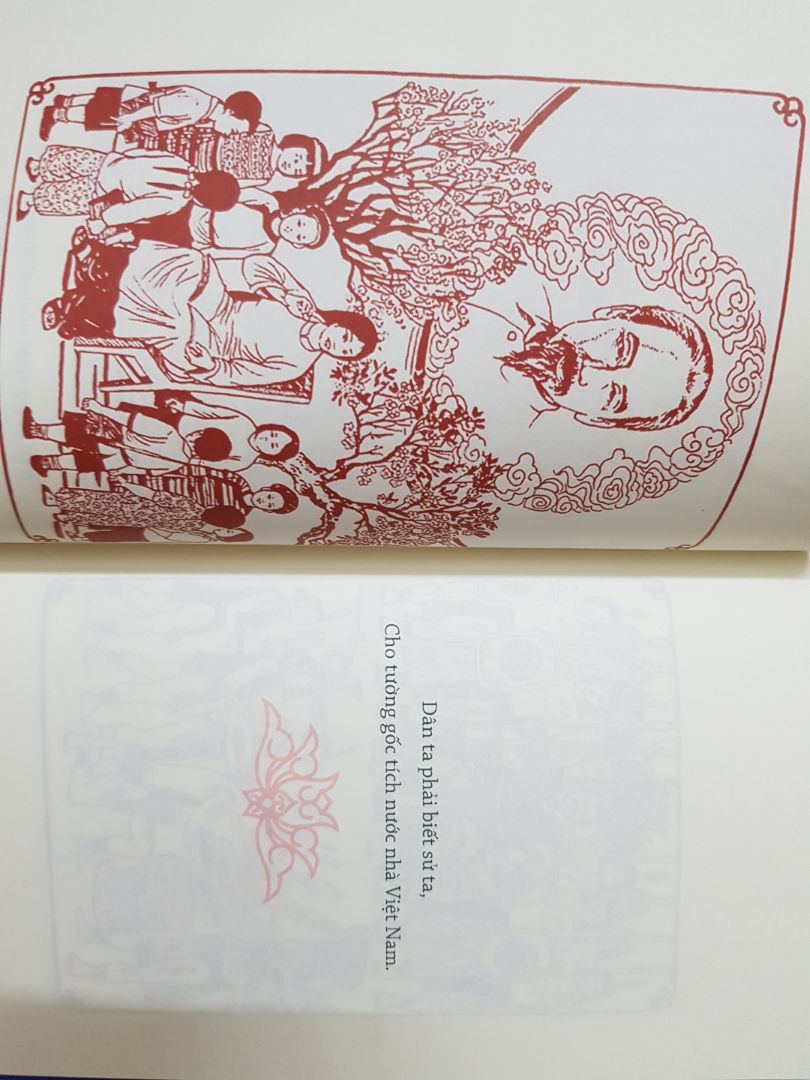 Dân ta phải biết sử ta,
Cho tường gốc tích nước nhà Việt Nam.